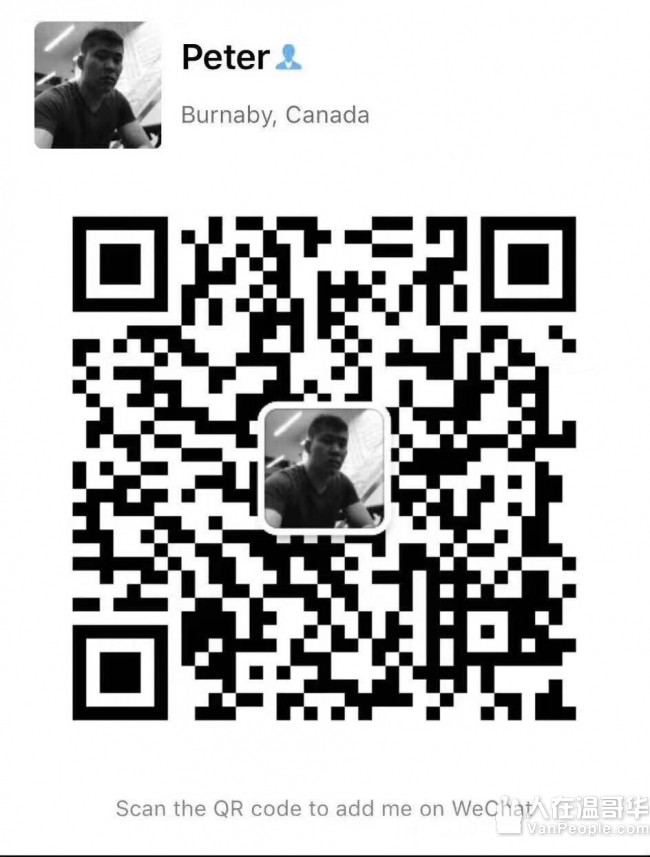 Peter
Burnaby, Canada
Scan the QR code to add me on WeChat
人在温哥华
VanPeople.com